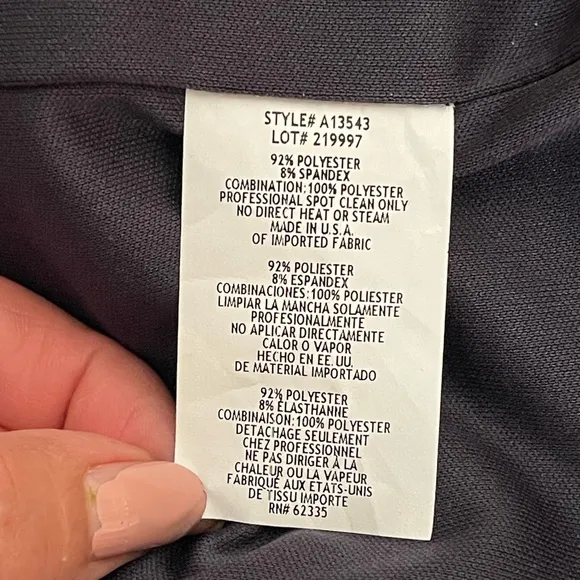 STYLE# A13543
LOT# 219997
92% POLYESTER
8% SPANDEX
COMBINATION: 100% POLYESTER
PROFESSIONAL SPOT CLEAN ONLY
NO DIRECT HEAT OR STEAM
MADE IN U.S.A.
OF IMPORTED FABRIC
92% POLIESTER
8% ESPANDEX
COMBINACIONES: 100% POLIESTER
LIMPIAR LA MANCHA SOLAMENTE
PROFESIONALMENTE
NO APLICAR DIRECTAMENTE
CALOR O VAPOR
HECHO EN EE. UU.
DE MATERIAL IMPORTADO
92% POLYESTER
8% ÉLASTHANNE
COMBINAISON: 100% POLYESTER
DETACHAGE SEULEMENT
CHEZ PROFESSIONNEL
NE PAS DIRIGER À LA
CHALEUR OU LA VAPEUR
FABRIQUÉ AUX ETATS-UNIS
DE TISSU IMPORTE
RN# 62335